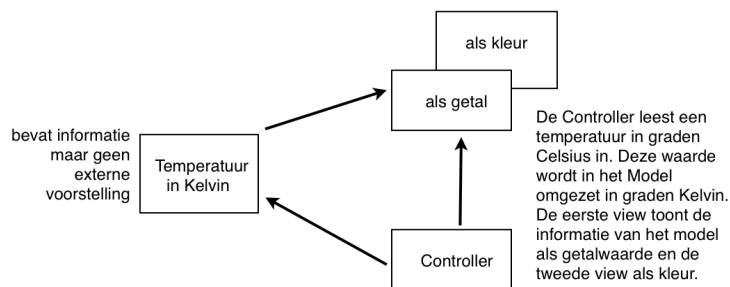 als kleur
als getal
bevat informatie
maar geen
externe
voorstelling
Temperatuur
in Kelvin
Controller
De Controller leest een
temperatuur in graden
Celsius in. Deze waarde
wordt in het Model
omgezet in graden Kelvin.
De eerste view toont de
informatie van het model
als getalwaarde en de
tweede view als kleur.